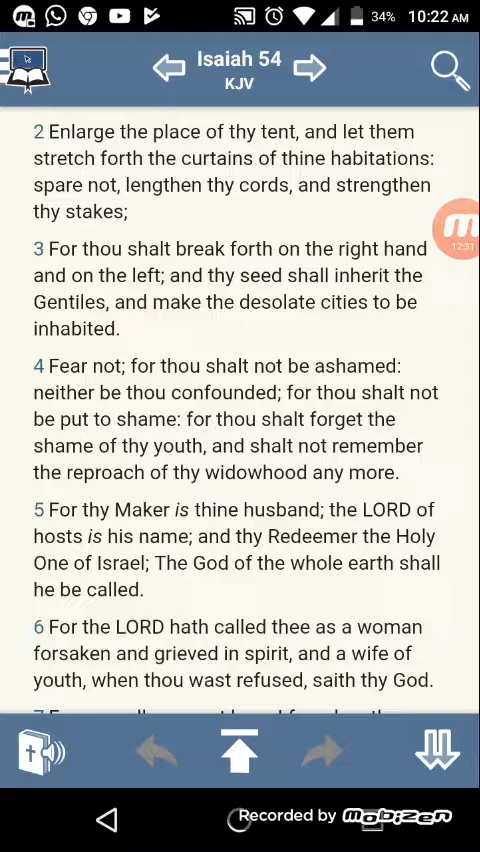 34% 10:22 AM
Isaiah 54
KJV
2 Enlarge the place of thy tent, and let them
stretch forth the curtains of thine habitations:
spare not, lengthen thy cords, and strengthen
thy stakes;
3 For thou shalt break forth on the right hand
and on the left; and thy seed shall inherit the
Gentiles, and make the desolate cities to be
inhabited.
12:31
4 Fear not; for thou shalt not be ashamed:
neither be thou confounded; for thou shalt not
be put to shame: for thou shalt forget the
shame of thy youth, and shalt not remember
the reproach of thy widowhood any more.
5 For thy Maker is thine husband; the LORD of
hosts is his name; and thy Redeemer the Holy
One of Israel; The God of the whole earth shall
he be called.
6 For the LORD hath called thee as a woman
forsaken and grieved in spirit, and a wife of
youth, when thou wast refused, saith thy God.
Recorded by Mobizen